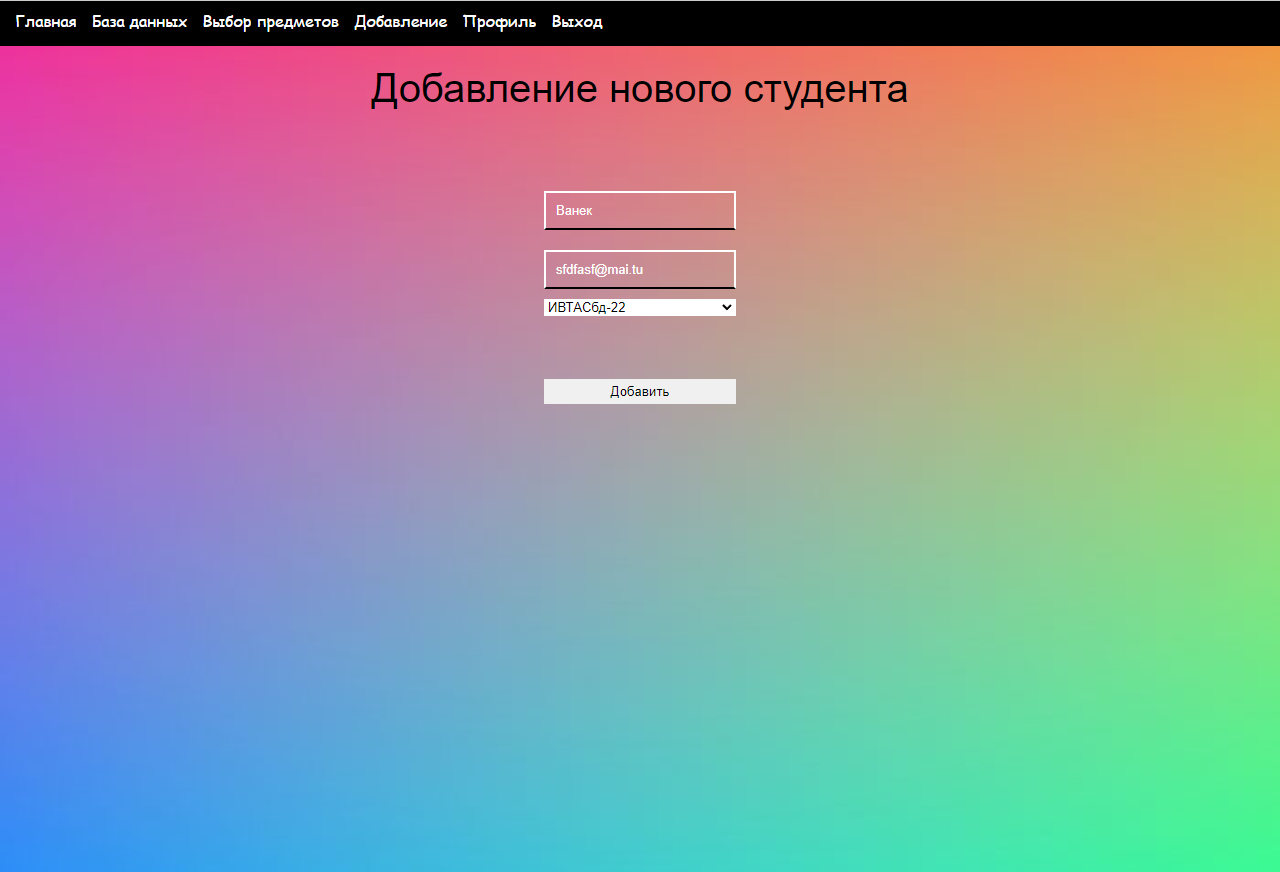 Главная База данных Выбор предметов Добавление Профиль Выход
Добавление нового студента
Ванек
sfdfasf@mai.tu
ИВТАСбд-22
Добавить